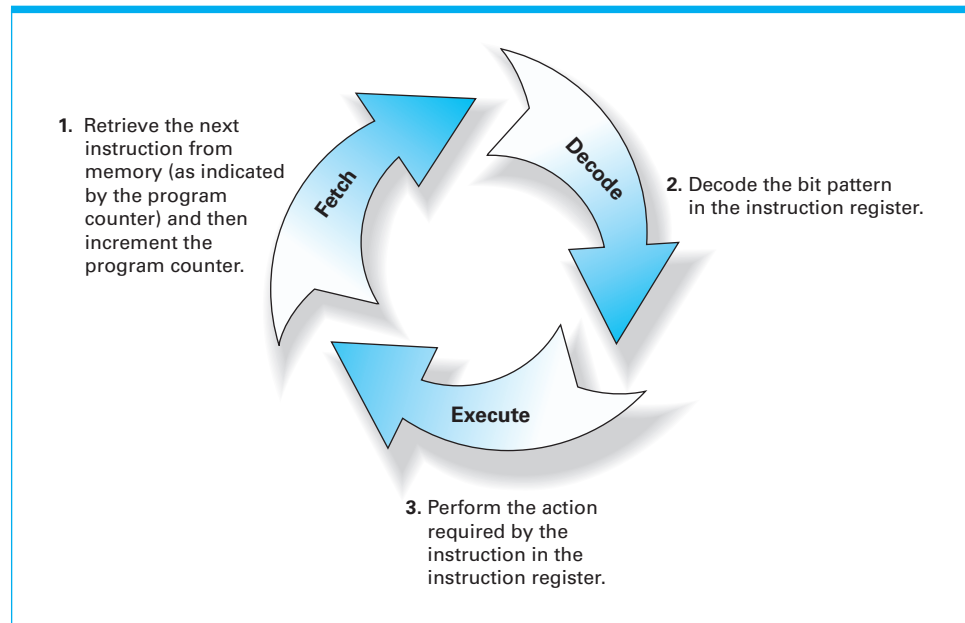 1. Retrieve the next
instruction from
memory (as indicated
by the program
counter) and then
increment the
program counter.
Fetch
Decode
2. Decode the bit pattern
in the instruction register.
Execute
3. Perform the action
required by the
instruction in the
instruction register.